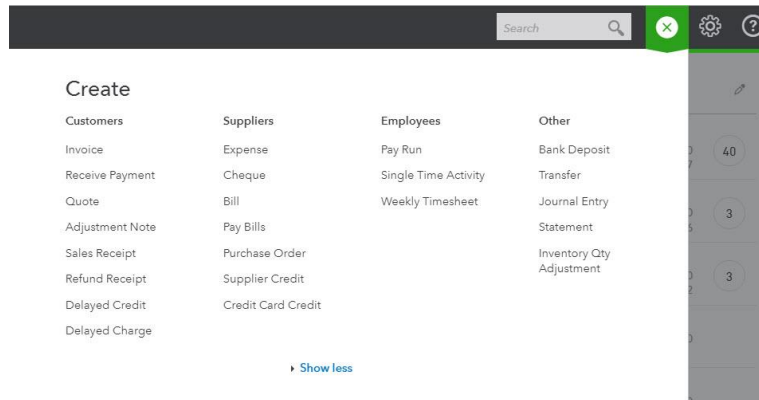 Search
Create
Customers
Invoice
Receive Payment
Quote
Adjustment Note
Sales Receipt
Refund Receipt
Delayed Credit
Delayed Charge
Suppliers
Expense
Cheque
Bill
Pay Bills
Purchase Order
Supplier Credit
Credit Card Credit
Employees
Pay Run
Single Time Activity
Weekly Timesheet
Other
Bank Deposit
Transfer
Journal Entry
Statement
Inventory Qty
Adjustment
Show less
40
3
3